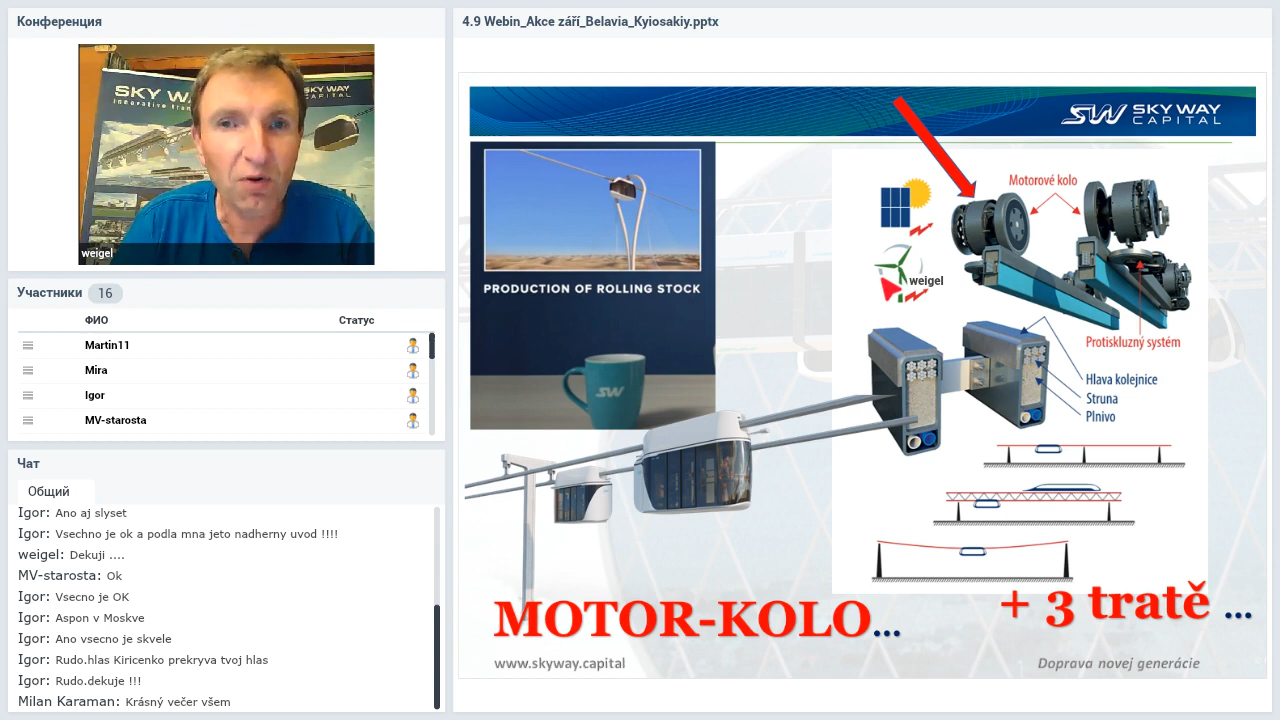 Конференция
SKY W
innovative tran
SKY WAY
CAPITAL
weigel
Участники 16
ФИО Статус
Martin11
Mira
Igor
MV-starosta
Чат
Общий
Igor: Ano aj slyset
Igor: Vsechno je ok a podla mna jeto nadherny uvod !!!!
weigel: Dekuji ....
MV-starosta: Ok
Igor: Vsecno je OK
Igor: Aspon v Moskve
Igor: Ano vsecno je skvele
Igor: Rudo.hlas Kiricenko prekryva tvoj hlas
Igor: Rudo.dekuje !!!
Milan Karaman: Krásný večer všem
4.9 Webin_Akce září_Belavia_Kyiosakiy.pptx
SW SKY WAY
CAPITAL
PRODUCTION OF ROLLING STOCK
SW
Motorové kolo
weigel
Protiskluzný systém
Hlava kolejnice
Struna
Plnivo
MOTOR-KOLO...
+ 3 tratě ...
www.skyway.capital
Doprava novej generácie